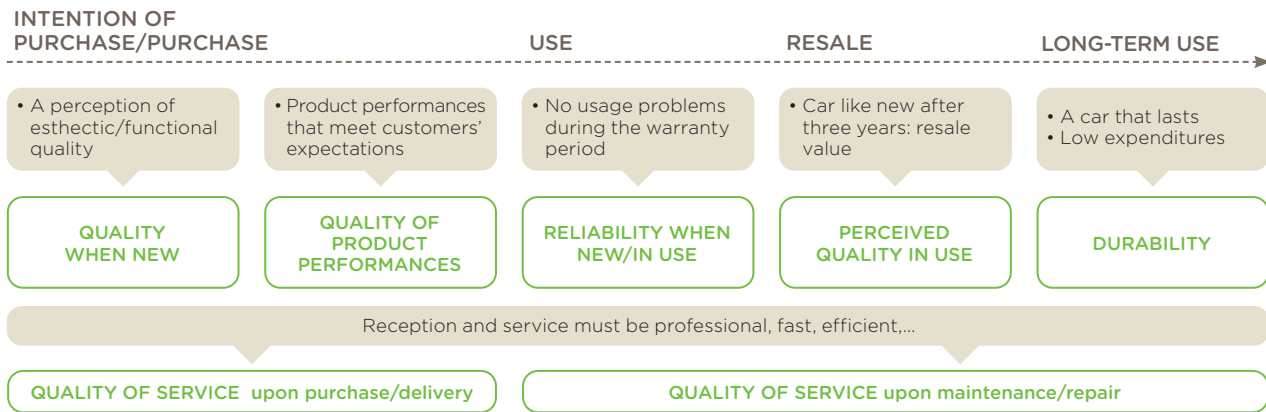 INTENTION OF
PURCHASE/PURCHASE
USE
RESALE
LONG-TERM USE
• A perception of
esthectic/functional
quality
• Product performances
that meet customers’
expectations
• No usage problems
during the warranty
period
• Car like new after
three years: resale
value
• A car that lasts
• Low expenditures
QUALITY
WHEN NEW
QUALITY OF
PRODUCT
PERFORMANCES
RELIABILITY WHEN
NEW/IN USE
PERCEIVED
QUALITY IN USE
DURABILITY
Reception and service must be professional, fast, efficient,...
QUALITY OF SERVICE upon purchase/delivery
QUALITY OF SERVICE upon maintenance/repair